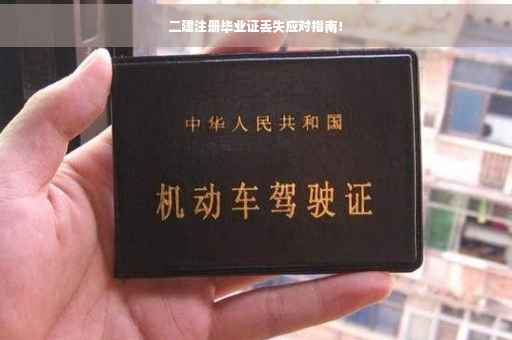 二建注册毕业证丢失应对指南！
中华人民共和国
机动车驾驶证